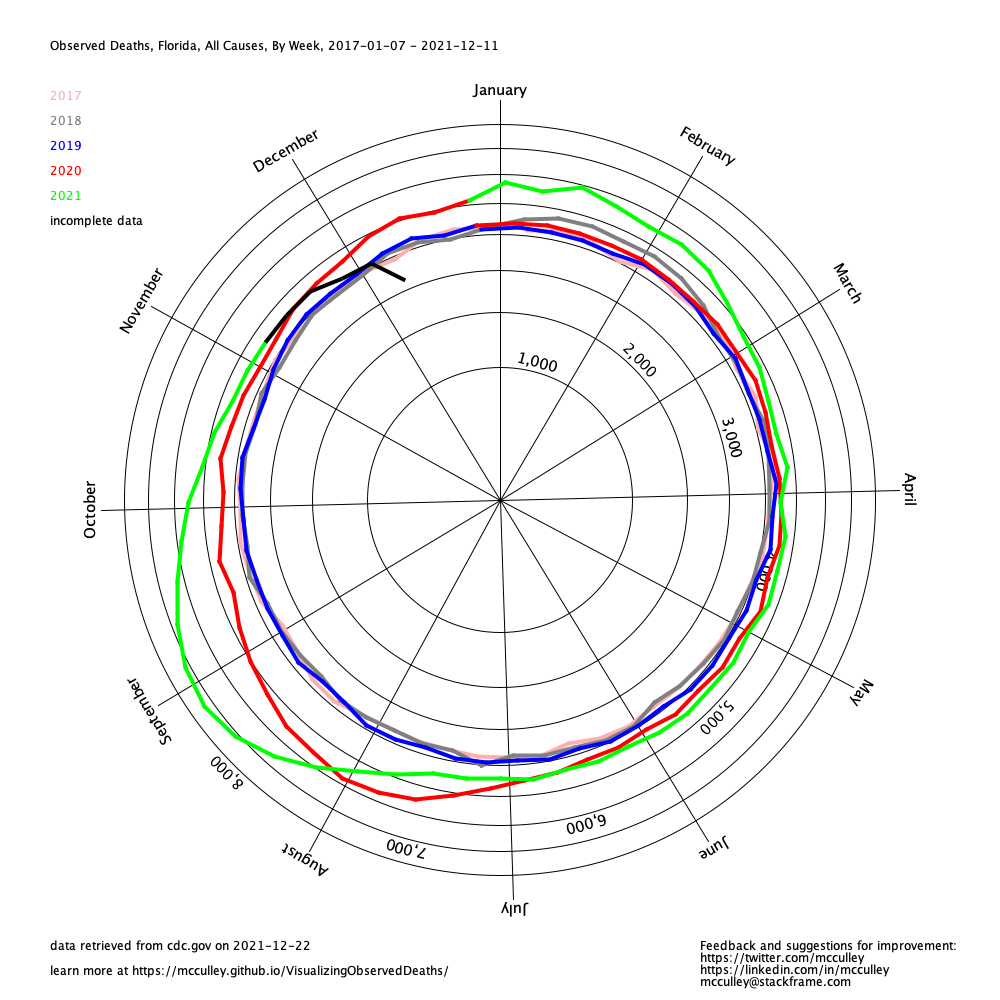 Observed Deaths, Florida, All Causes, By Week, 2017-01-07 - 2021-12-11
January
2017
2018
2019
2020
2021
incomplete data
December
February
November
March
1,000
2,000
3,000
October
April
September
May
5,000
8,000
6,000
7,000
August
June
July
data retrieved from cdc.gov on 2021-12-22
learn more at https://mcculley.github.io/VisualizingObservedDeaths/
Feedback and suggestions for improvement:
https://twitter.com/mcculley
https://linkedin.com/in/mcculley
mcculley@stackframe.com